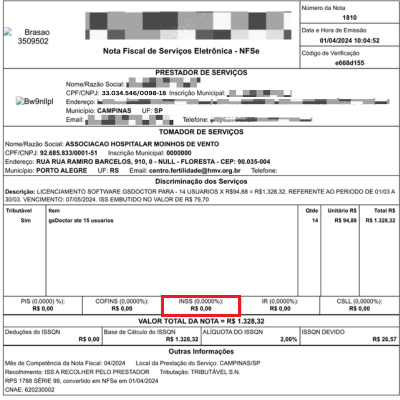 Número da Nota
1810
Brasao
3509502
Data e Hora de Emissão
01/04/2024 10:04:52
Nota Fiscal de Serviços Eletrônica - NFSe
Código de Verificação
e668d155
PRESTADOR DE SERVIÇOS
Nome/Razão Social:
CPF/CNPJ: 33.034.546/0098-18 Inscrição Municipal:
Bw9nIlpl
Endereço:
Município: CAMPINAS UF: SP
Email: Telefone:
TOMADOR DE SERVIÇOS
Nome/Razão Social: ASSOCIACAO HOSPITALAR MOINHOS DE VENTO
CPF/CNPJ: 92.685.833/0001-51 Inscrição Municipal: 0000000
Endereço: RUA RUA RAMIRO BARCELOS, 910, 0 - NULL - FLORESTA - CEP: 90.035-004
Município: PORTO ALEGRE UF: RS Email: center.fertilidade@hmv.org.br Telefone:
Discriminação dos Serviços
Descrição: LICENCIAMENTO SOFTWARE GSDOCTOR PARA - 14 USUARIOS X R$94,88 = R$1.328,32. REFERENTE AO PERIODO DE 01/03 A
30/03. VENCIMENTO: 07/05/2024. ISS EMBUTIDO NO VALOR DE R$ 79,70
Tributável Item Qtde Unitário R$ Total R$
Sim gsDoctor ate 15 usuarios 14 R$ 94,88 R$ 1.328,32
PIS (0,0000) %): COFINS (0,0000) %): INSS (0,0000%): IR (0,0000%): CSLL (0,0000%):
R$ 0,00 R$ 0,00 R$ 0,00 R$ 0,00 R$ 0,00
VALOR TOTAL DA NOTA = R$ 1.328,32
Deduções do ISSQN Base de Cálculo do ISSQN ALÍQUOTA DO ISSQN ISSQN DEVIDO
R$ 0,00 R$ 1.328,32 2,00% R$ 26,57
Outras Informações
Mês de Competência da Nota Fiscal: 04/2024 Local da Prestação do Serviço: CAMPINAS/SP
Recolhimento: ISS A RECOLHER PELO PRESTADOR Tributação: TRIBUTÁVEL S.N.
RPS 1788 SÉRIE 99, convertido em NFSe em 01/04/2024
CNAE: 620230002